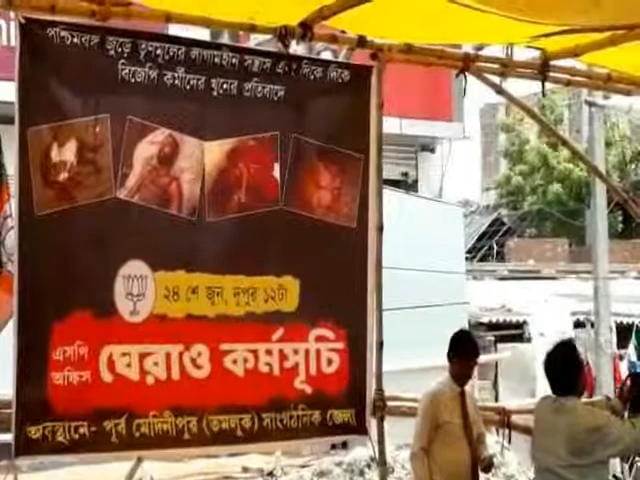 পশ্চিমবঙ্গ জুড়ে তৃণমূলের লাগামহীন সন্ত্রাস এবং দিকে দিকে
বিজেপি কর্মীদের খুনের প্রতিবাদে
২৪ শে জুন, দুপুর ১২টা
এসপি
অফিস
ঘেরাও কর্মসূচি
অবস্থানে- পূর্ব মেদিনীপুর (তমলুক) সাংগঠনিক জেলা